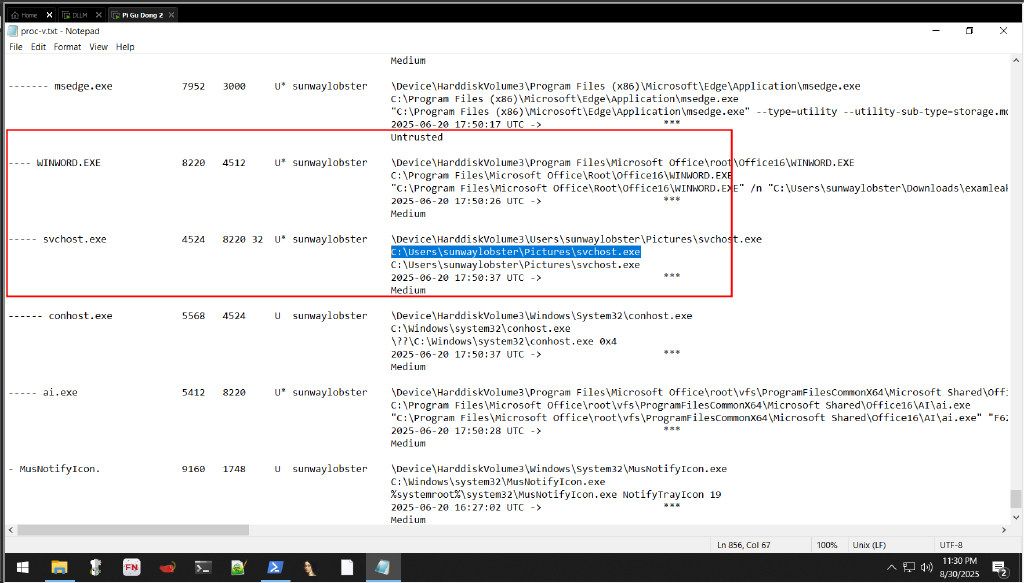 Home × DLLM × Pi Gu Dong 2 ×
proc-v.txt - Notepad
File Edit Format View Help
Medium
------- msedge.exe 7952 3000 U* sunwaylobster \Device\HarddiskVolume3\Program Files (x86)\Microsoft\Edge\Application\msedge.exe
C:\Program Files (x86)\Microsoft\Edge\Application\msedge.exe
"C:\Program Files (x86)\Microsoft\Edge\Application\msedge.exe" --type=utility --utility-sub-type=storage.mo
2025-06-20 17:50:17 UTC -> ***
Untrusted
---- WINWORD.EXE 8220 4512 U* sunwaylobster \Device\HarddiskVolume3\Program Files\Microsoft Office\root\Office16\WINWORD.EXE
C:\Program Files\Microsoft Office\Root\Office16\WINWORD.EXE
"C:\Program Files\Microsoft Office\Root\Office16\WINWORD.EXE" /n "C:\Users\sunwaylobster\Downloads\examleak
2025-06-20 17:50:26 UTC -> ***
Medium
----- svchost.exe 4524 8220 32 U* sunwaylobster \Device\HarddiskVolume3\Users\sunwaylobster\Pictures\svchost.exe
C:\Users\sunwaylobster\Pictures\svchost.exe
C:\Users\sunwaylobster\Pictures\svchost.exe
2025-06-20 17:50:37 UTC -> ***
Medium
------ conhost.exe 5568 4524 U sunwaylobster \Device\HarddiskVolume3\Windows\System32\conhost.exe
C:\Windows\system32\conhost.exe
\??\C:\Windows\system32\conhost.exe 0x4
2025-06-20 17:50:37 UTC -> ***
Medium
----- ai.exe 5412 8220 U* sunwaylobster \Device\HarddiskVolume3\Program Files\Microsoft Office\root\vfs\ProgramFilesCommonX64\Microsoft Shared\Offi
C:\Program Files\Microsoft Office\root\vfs\ProgramFilesCommonX64\Microsoft Shared\Office16\AI\ai.exe
"C:\Program Files\Microsoft Office\root\vfs\ProgramFilesCommonX64\Microsoft Shared\Office16\AI\ai.exe" "F62
2025-06-20 17:50:28 UTC -> ***
Medium
- MusNotifyIcon. 9160 1748 U sunwaylobster \Device\HarddiskVolume3\Windows\System32\MusNotifyIcon.exe
C:\Windows\system32\MusNotifyIcon.exe
%systemroot%\system32\MusNotifyIcon.exe NotifyTrayIcon 19
2025-06-20 16:27:02 UTC -> ***
Medium
Ln 856, Col 67 100% Unix (LF) UTF-8
FN
11:30 PM
8/30/2025
2